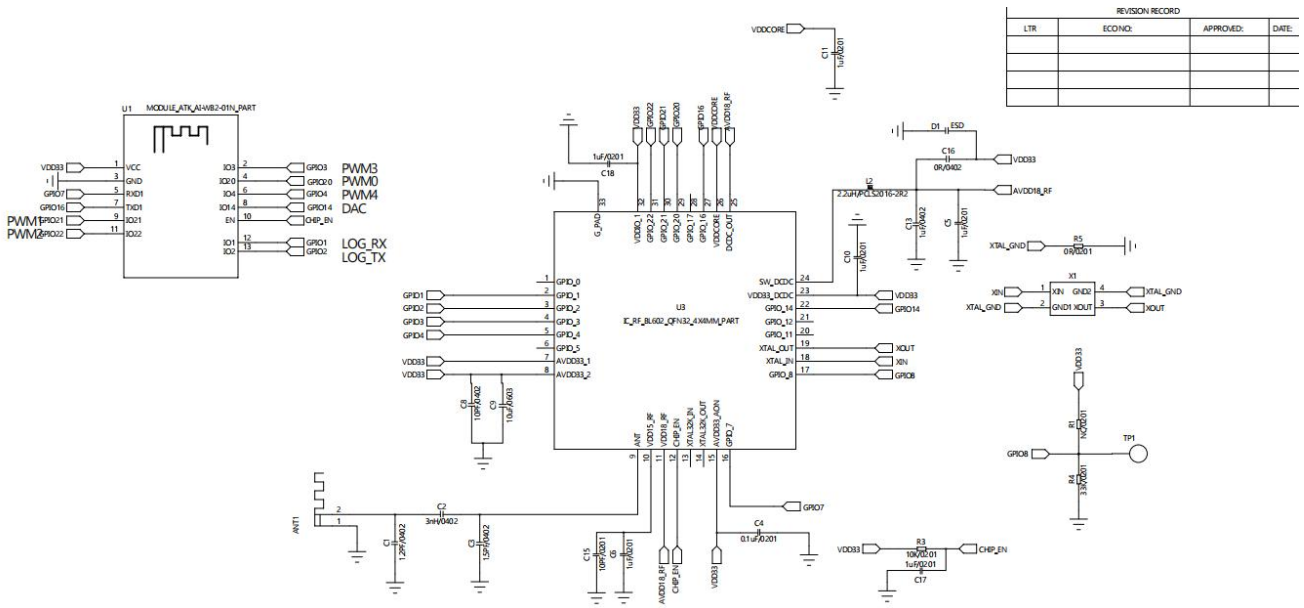 REVISION RECORD
LTR ECO NO: APPROVED: DATE:
VDDCORE
C11
1uF/0201
U1 MODULE_ATK_AI-WB2-01N_PART
VDD33 1 VCC
3 GND
GPIO7 5 RXD1
GPIO16 7 TXD1
PWM1 GPIO21 9 IO21
PWM2 GPIO22 11 IO22
IO3 2 GPIO3 PWM3
IO20 4 GPIO20 PWM0
IO4 6 GPIO4 PWM4
IO14 8 GPIO14 DAC
EN 10 CHIP_EN
IO1 12 GPIO1 LOG_RX
IO2 13 GPIO2 LOG_TX
1uF/0201
C18
VDD33
GPIO22
GPIO21
GPIO20
GPIO16
VDDCORE
AVDD18_RF
33 32 31 30 29 28 27 26 25
G_PAD
VDDIO_1
GPIO_22
GPIO_21
GPIO_20
GPIO_17
GPIO_16
VDDCORE
DCDC_OUT
U3
IC_RF_BL602_QFN32_4X4MM_PART
1 GPIO_0
GPIO1 2 GPIO_1
GPIO2 3 GPIO_2
GPIO3 4 GPIO_3
GPIO4 5 GPIO_4
6 GPIO_5
VDD33 7 AVDD33_1
VDD33 8 AVDD33_2
SW_DCDC 24
VDD33_DCDC 23 VDD33
GPIO_14 22 GPIO14
GPIO_12 21
GPIO_11 20
XTAL_OUT 19 XOUT
XTAL_IN 18 XIN
GPIO_8 17 GPIO8
ANT
VDD15_RF
VDD18_RF
CHIP_EN
XTAL32K_IN
XTAL32K_OUT
AVDD33_AON
GPIO_7
9 10 11 12 13 14 15 16
C8
10PF/0402
C9
10uF/0603
C10
1uF/0201
L2
2.2uH/PCLS2016-2R2
D1 ESD
C16
0R/0402
VDD33
AVDD18_RF
C13
1uF/0402
C5
1uF/0201
XTAL_GND R5
0R/0201
X1
XIN 1 XIN GND2 4 XTAL_GND
XTAL_GND 2 GND1 XOUT 3 XOUT
VDD33
R1
NC/0201
GPIO8
TP1
R4
33K/0201
ANT1
2
1
C2
3nH/0402
C1
1.2PF/0402
C3
1.5PF/0402
C15
10PF/0201
C6
1uF/0201
AVDD18_RF
CHIP_EN
VDD33
C4
0.1uF/0201
GPIO7
VDD33 R3 CHIP_EN
10K/0201
1uF/0201
C17